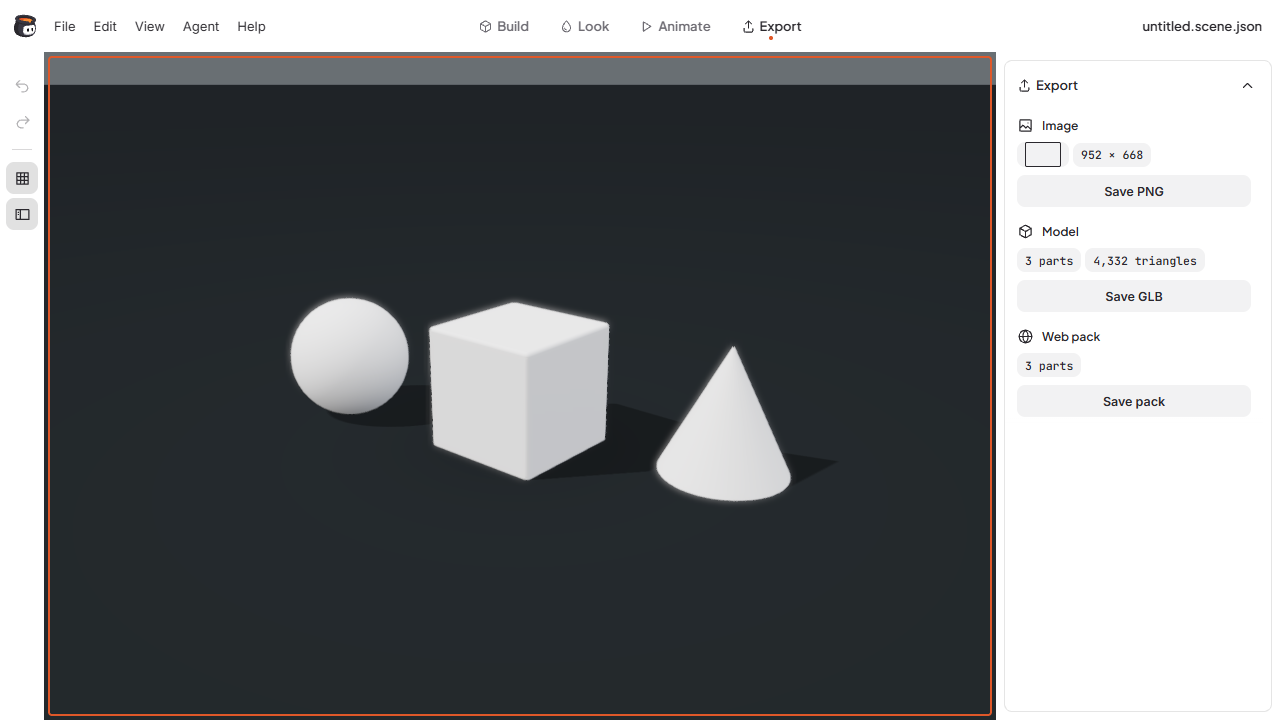 File Edit View Agent Help
Build Look Animate Export
untitled.scene.json
Export
Image
952 × 668
Save PNG
Model
3 parts 4,332 triangles
Save GLB
Web pack
3 parts
Save pack